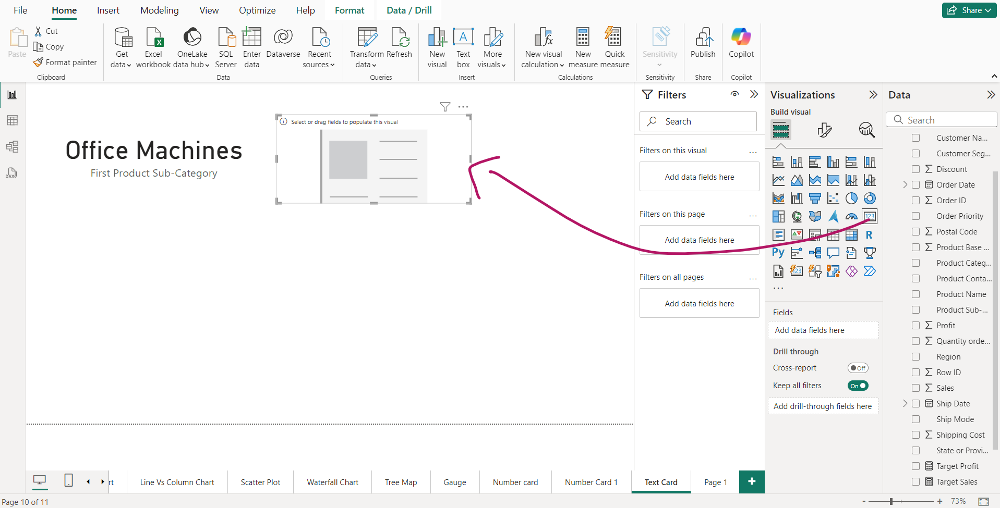 File Home Insert Modeling View Optimize Help Format Data / Drill Share
Paste Cut Copy Format painter
Clipboard
Get data Excel workbook OneLake data hub SQL Server Enter data Dataverse Recent sources
Data
Transform data Refresh
Queries
New visual Text box More visuals
Insert
New visual calculation New measure Quick measure
Calculations
Sensitivity
Sensitivity
Publish
Share
Copilot
Copilot
DAX
Office Machines
First Product Sub-Category
Select or drag fields to populate this visual
Filters
Search
Filters on this visual ...
Add data fields here
Filters on this page ...
Add data fields here
Filters on all pages ...
Add data fields here
Visualizations
Build visual
123
R
Py
123
...
Fields
Add data fields here
Drill through
Cross-report Off
Keep all filters On
Add drill-through fields here
Data
Search
Customer Na...
Customer Seg...
Discount
Order Date
Order ID
Order Priority
Postal Code
Product Base ...
Product Categ...
Product Conta...
Product Name
Product Sub-...
Profit
Quantity orde...
Region
Row ID
Sales
Ship Date
Ship Mode
Shipping Cost
State or Provi...
Target Profit
Target Sales
rt Line Vs Column Chart Scatter Plot Waterfall Chart Tree Map Gauge Number card Number Card 1 Text Card Page 1 +
Page 10 of 11 - + 73%